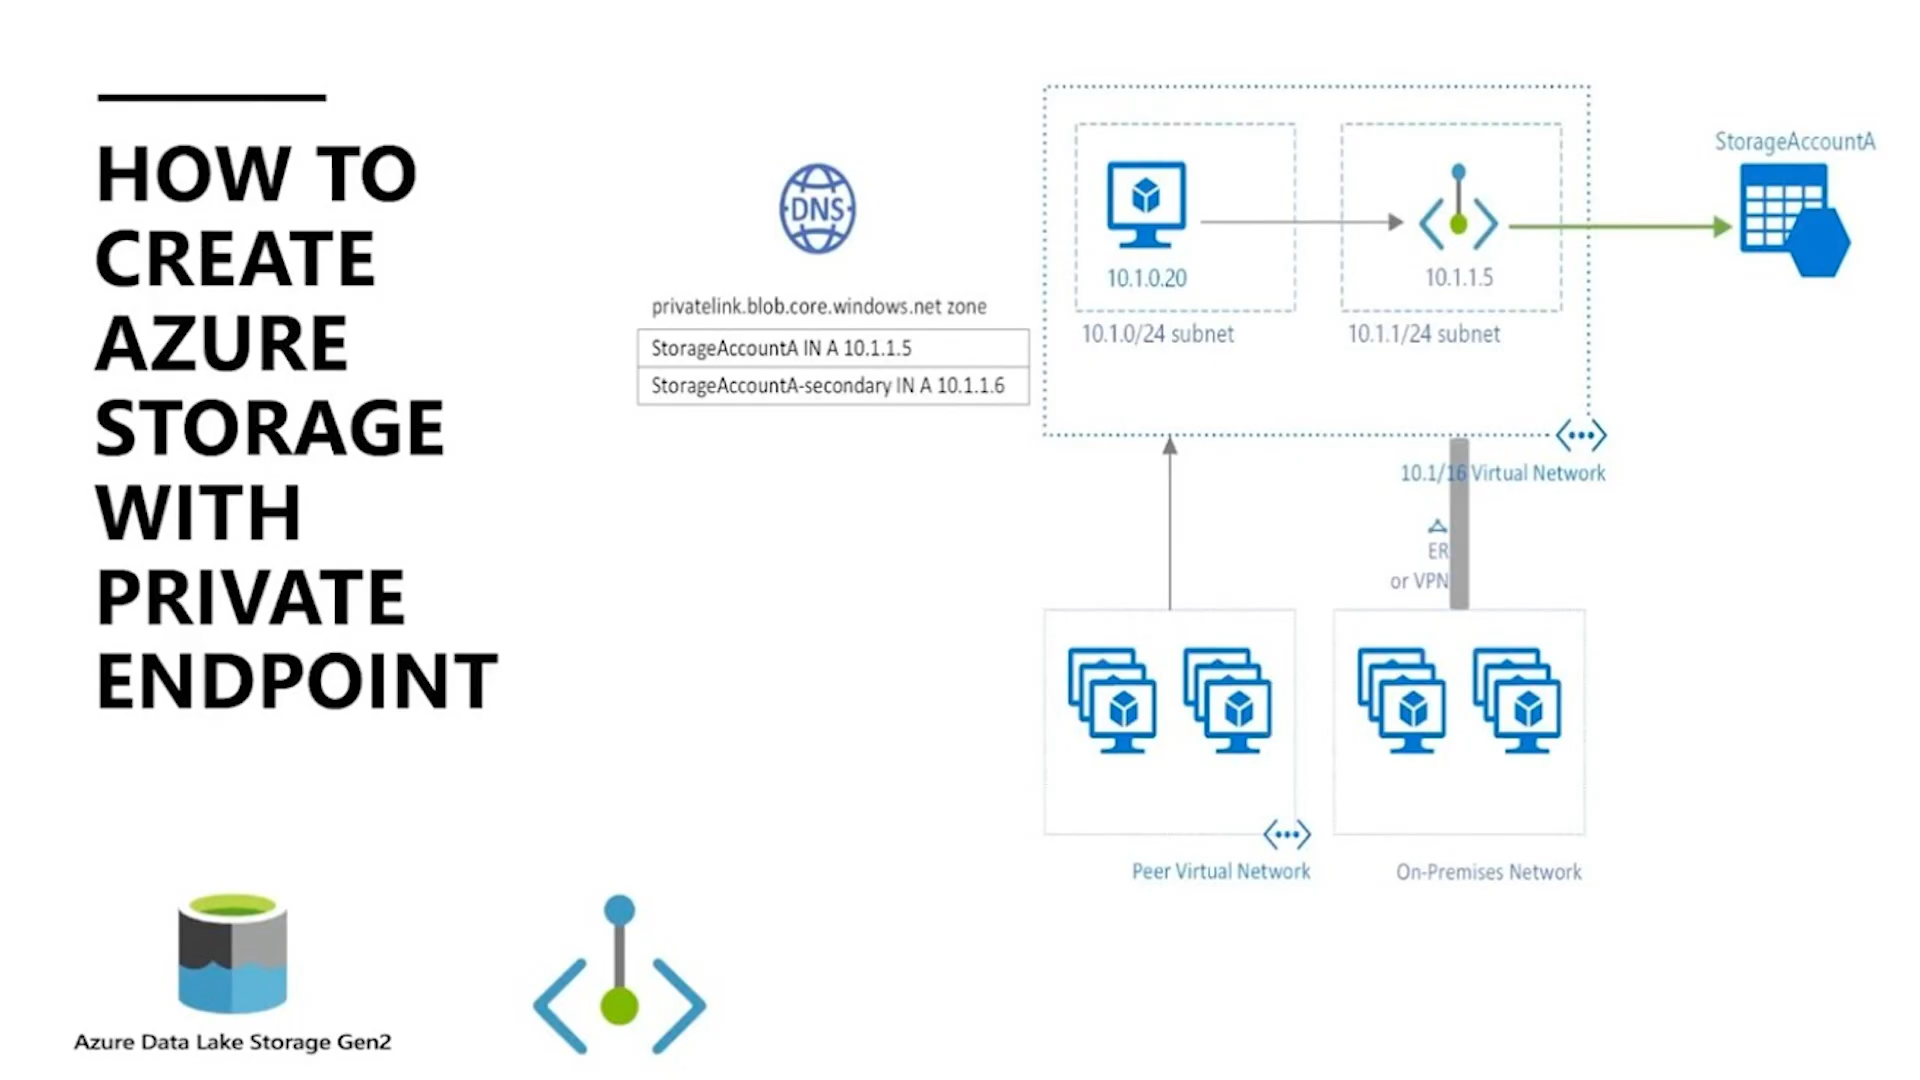 HOW TO
CREATE
AZURE
STORAGE
WITH
PRIVATE
ENDPOINT
Azure Data Lake Storage Gen2
DNS
privatelink.blob.core.windows.net zone
StorageAccountA IN A 10.1.1.5
StorageAccountA-secondary IN A 10.1.1.6
10.1.0.20
10.1.0/24 subnet
10.1.1.5
10.1.1/24 subnet
StorageAccountA
10.1/16 Virtual Network
ER
or VPN
Peer Virtual Network
On-Premises Network